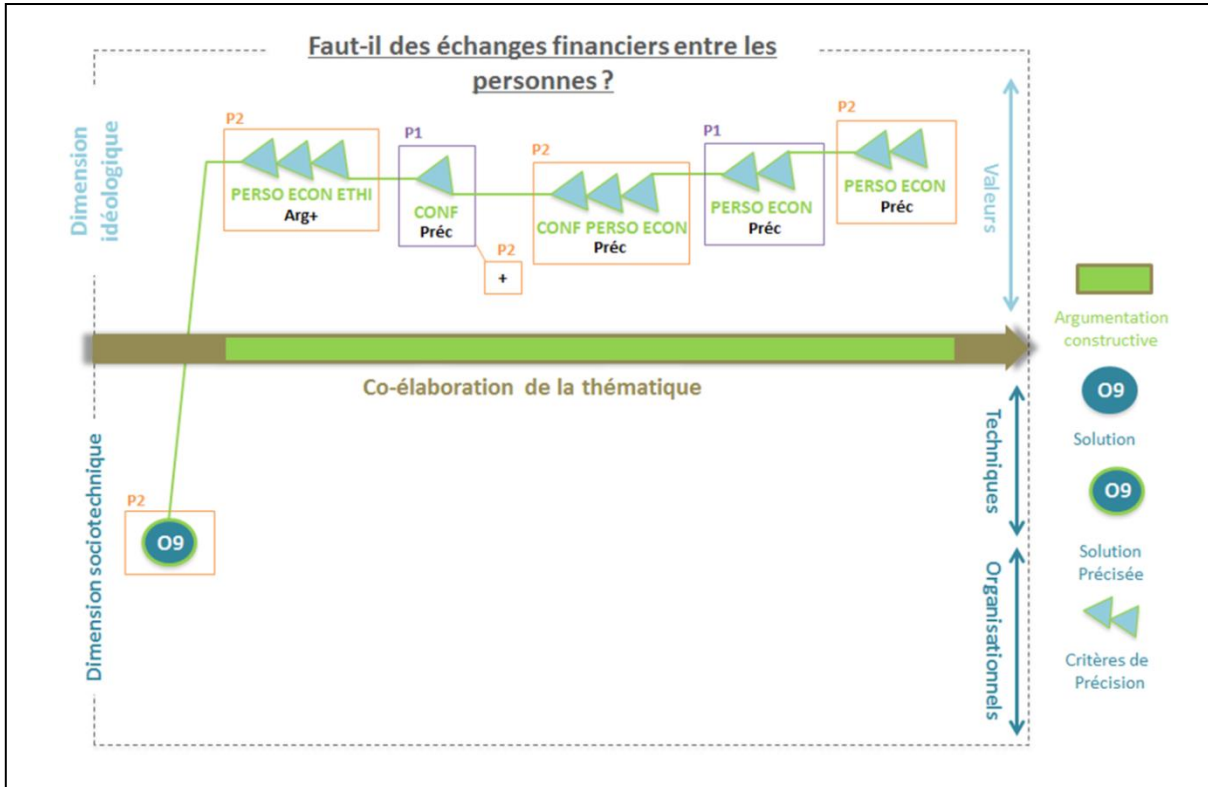 Faut-il des échanges financiers entre les
personnes ?
Dimension
idéologique
P2
PERSO ECON ETHI
Arg+
P1
CONF
Préc
P2
+
P2
CONF PERSO ECON
Préc
P1
PERSO ECON
Préc
P2
PERSO ECON
Préc
Valeurs
Co-élaboration de la thématique
Dimension sociotechnique
P2
O9
Techniques
Organisationnels
Argumentation
constructive
O9
Solution
O9
Solution
Précisée
Critères de
Précision